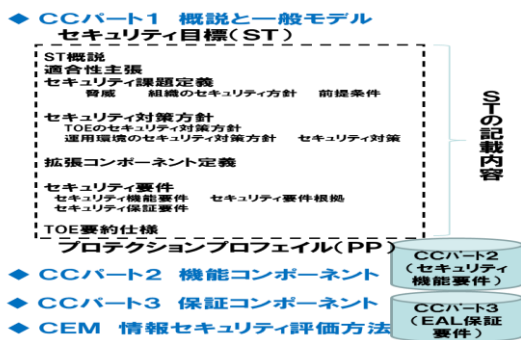 ◆ CCパート1 概説と一般モデル
セキュリティ目標(ST)
ST概説
適合性主張
セキュリティ課題定義
脅威 組織のセキュリティ方針 前提条件
セキュリティ対策方針
TOEのセキュリティ対策方針
運用環境のセキュリティ対策方針 セキュリティ対策
拡張コンポーネント定義
セキュリティ要件
セキュリティ機能要件 セキュリティ要件根拠
セキュリティ保証要件
TOE要約仕様
STの記載内容
プロテクションプロフェイル(PP)
◆ CCパート2 機能コンポーネント
CCパート2
(セキュリティ
機能要件)
◆ CCパート3 保証コンポーネント
CCパート3
(EAL保証
要件)
◆ CEM 情報セキュリティ評価方法